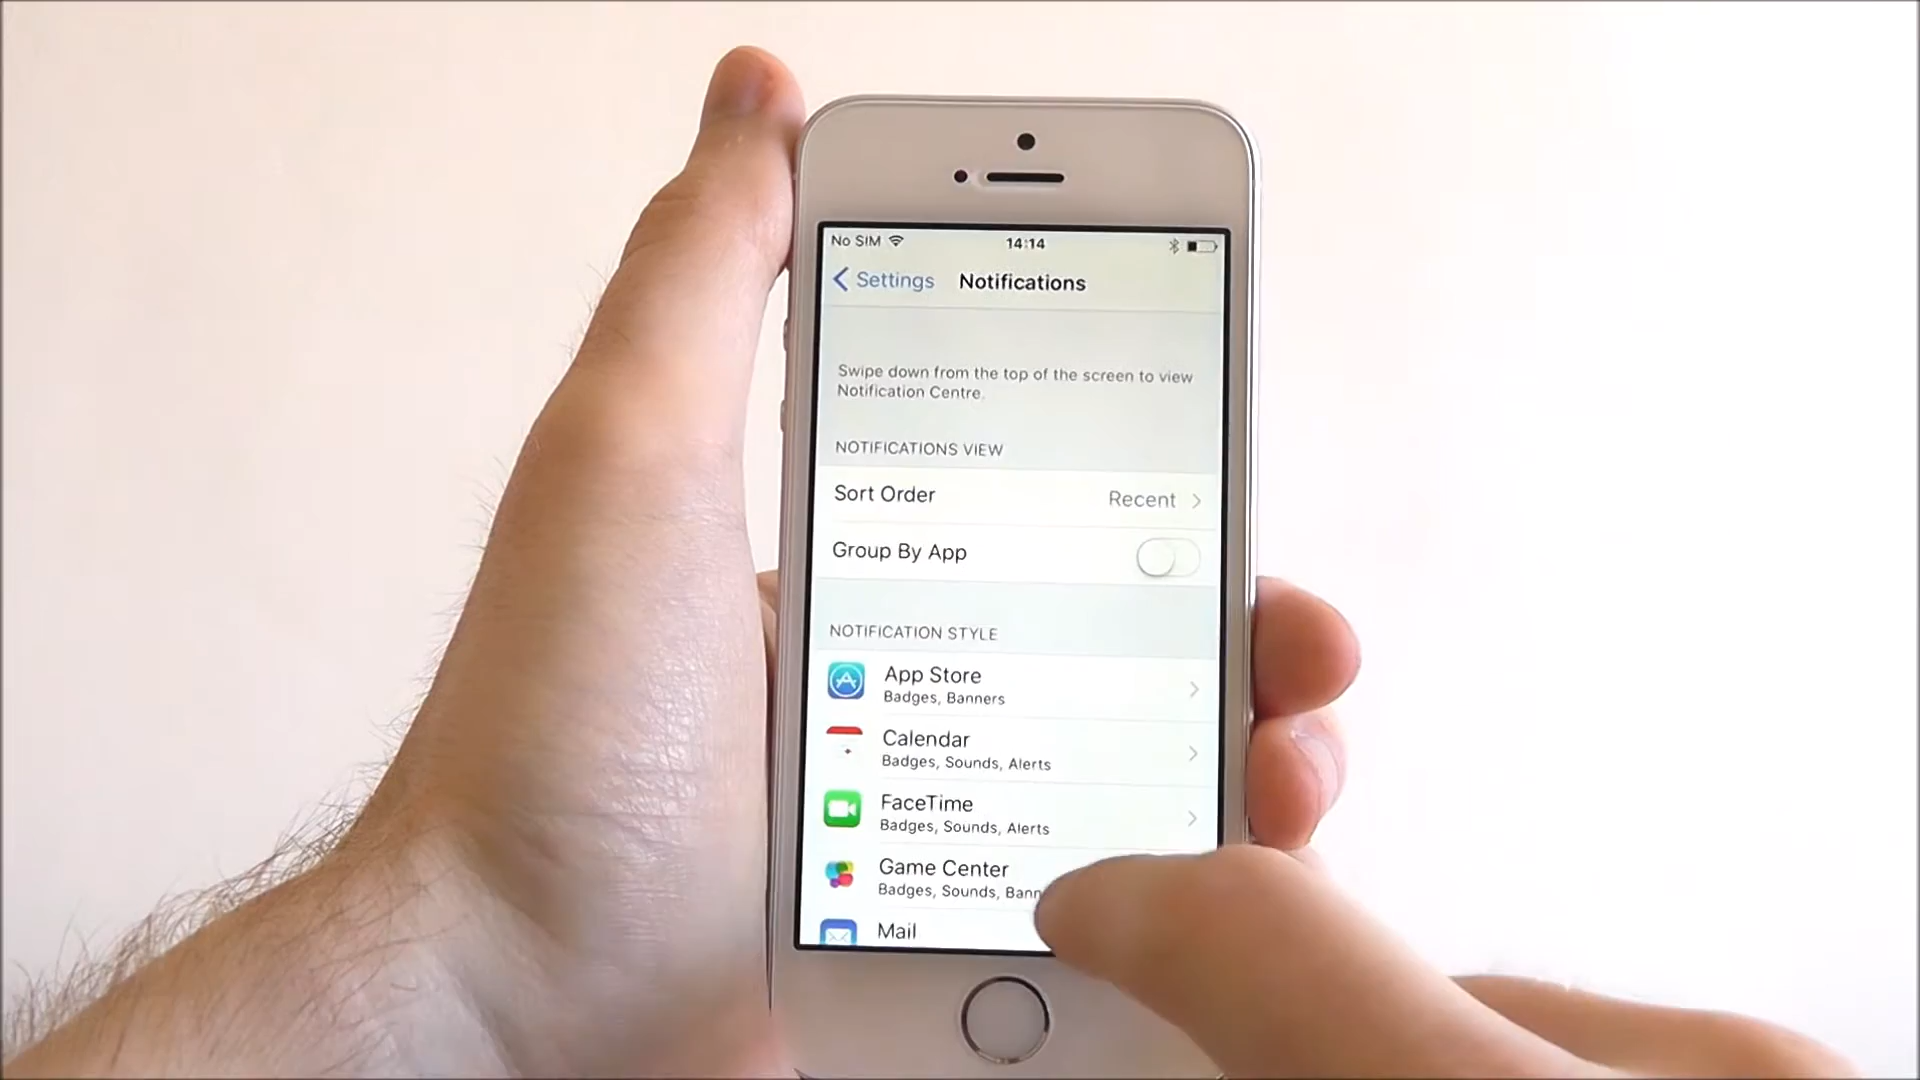 No SIM 14:14
Settings Notifications
Swipe down from the top of the screen to view
Notification Centre.
NOTIFICATIONS VIEW
Sort Order Recent
Group By App
NOTIFICATION STYLE
App Store
Badges, Banners
Calendar
Badges, Sounds, Alerts
FaceTime
Badges, Sounds, Alerts
Game Center
Badges, Sounds,
Mail